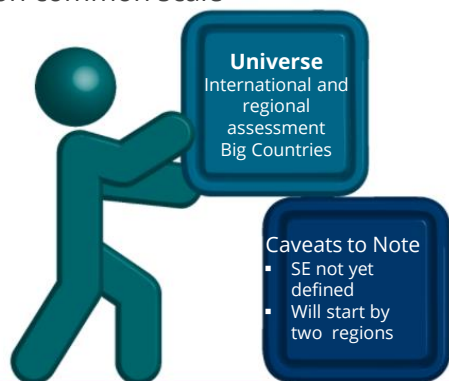 on common scale
Universe
International and
regional
assessment
Big Countries
Caveats to Note
▪ SE not yet
defined
▪ Will start by
two regions